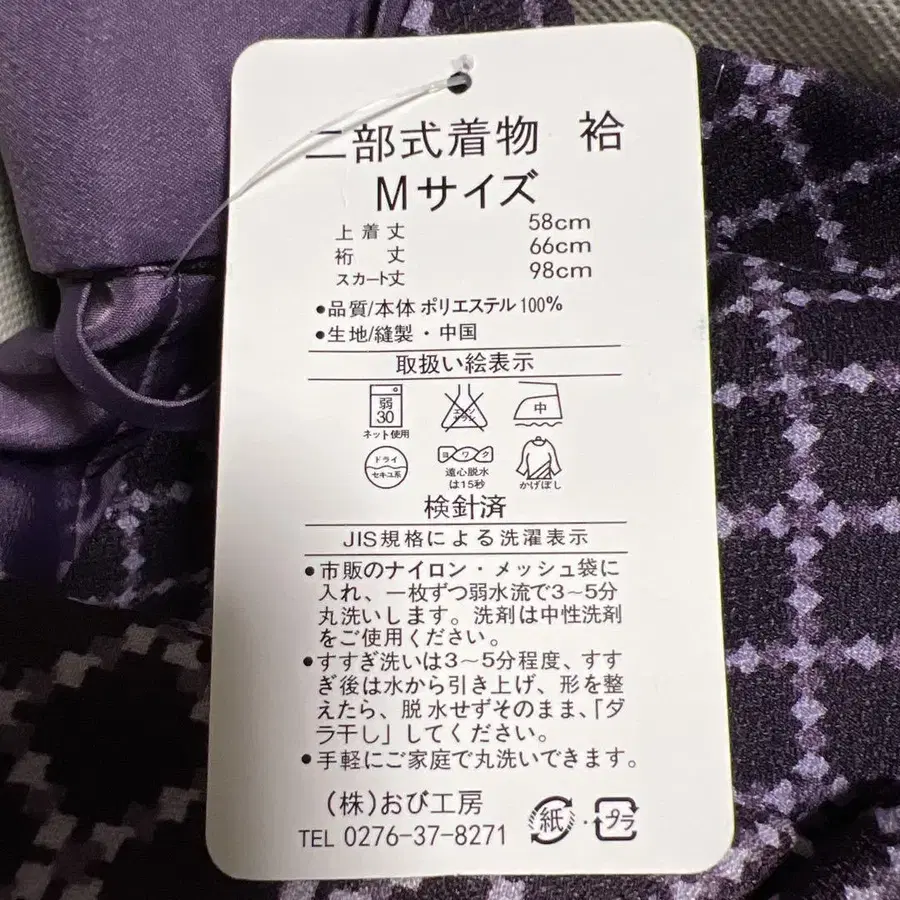 二部式着物 袷
Mサイズ
上着丈 58cm
裄丈 66cm
スカート丈 98cm
●品質/本体 ポリエステル100%
●生地/縫製・中国
取扱い絵表示
弱
30
ネット使用
エンソ
サラシ
中
ドライ
セキユ系
ヨワク
遠心脱水
は15秒
かげぼし
検針済
JIS規格による洗濯表示
●市販のナイロン・メッシュ袋に
入れ、一枚ずつ弱水流で3~5分
丸洗いします。洗剤は中性洗剤
をご使用ください。
●すすぎ洗いは3~5分程度、すす
ぎ後は水から引き上げ、形を整
えたら、脱水せずそのまま、「ダ
ラ干し」してください。
●手軽にご家庭で丸洗いできます。
(株)おび工房
TEL 0276-37-8271
紙・プラ